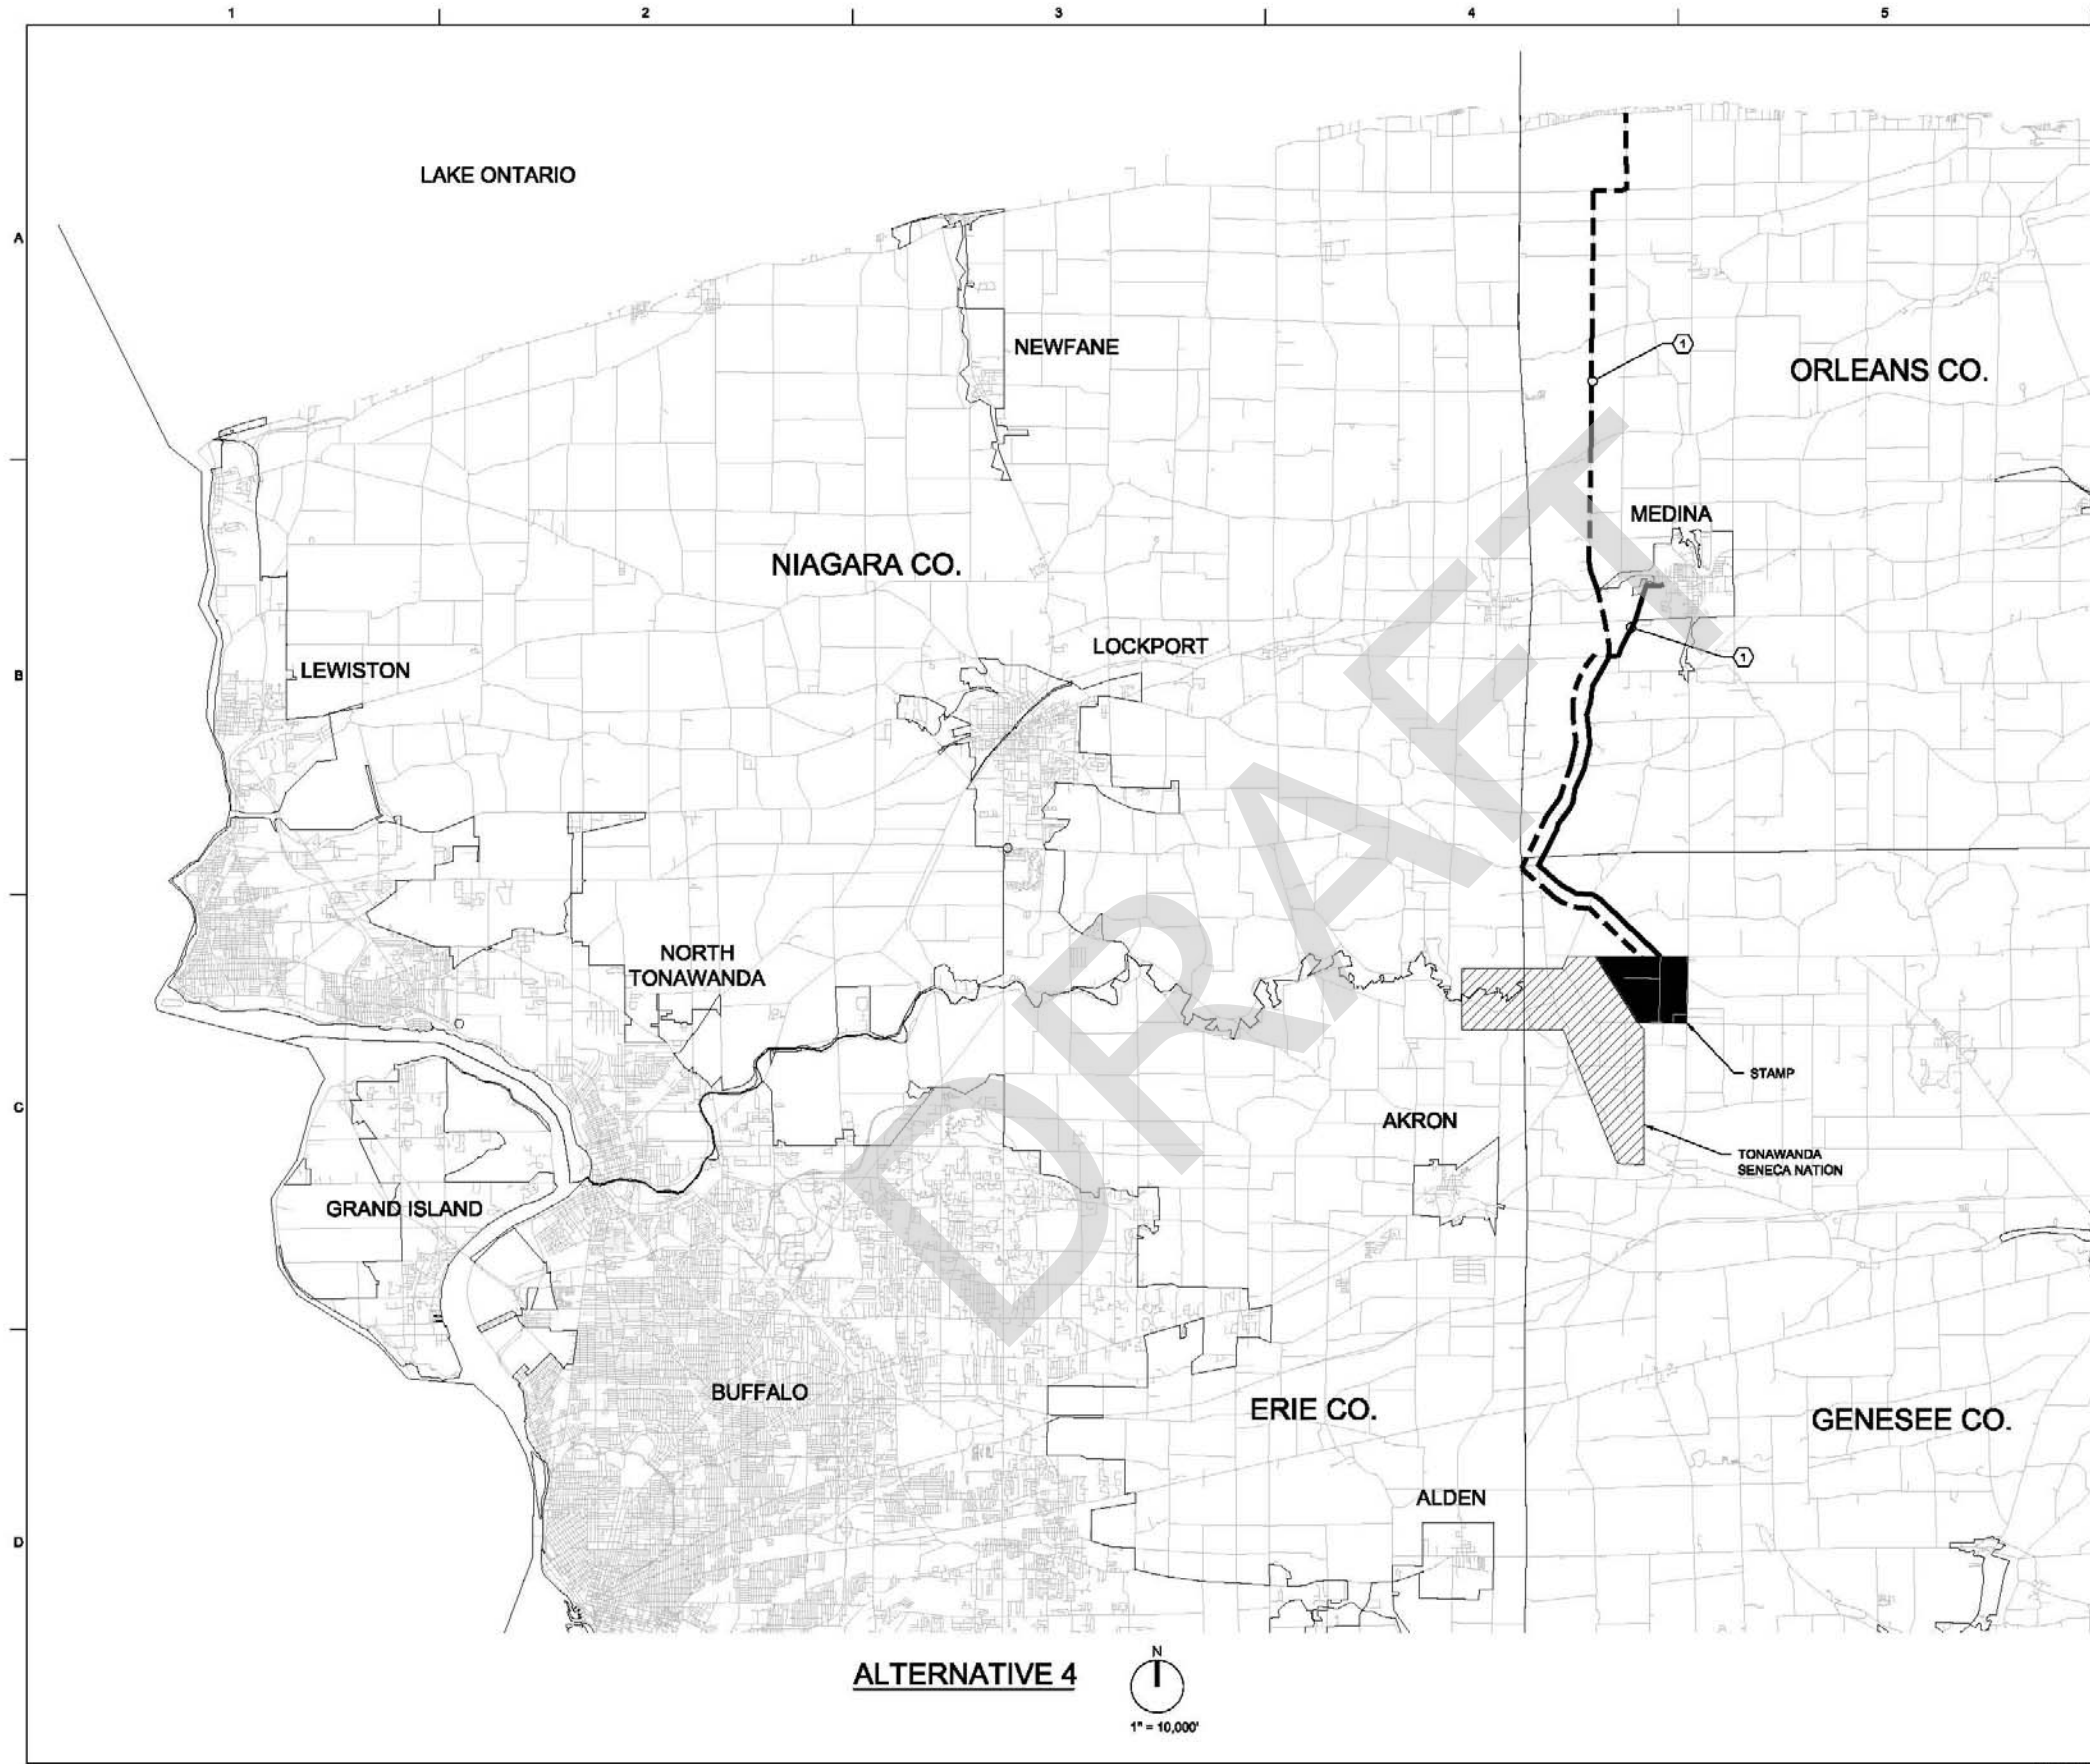 1 2 3 4 5
LAKE ONTARIO
A
NEWFANE
1
ORLEANS CO.
MEDINA
NIAGARA CO.
LOCKPORT
1
B
LEWISTON
NORTH
TONAWANDA
STAMP
C
AKRON
TONAWANDA
SENECA NATION
GRAND ISLAND
BUFFALO
ERIE CO.
GENESEE CO.
ALDEN
D
DRAFT
ALTERNATIVE 4
N
1" = 10,000'